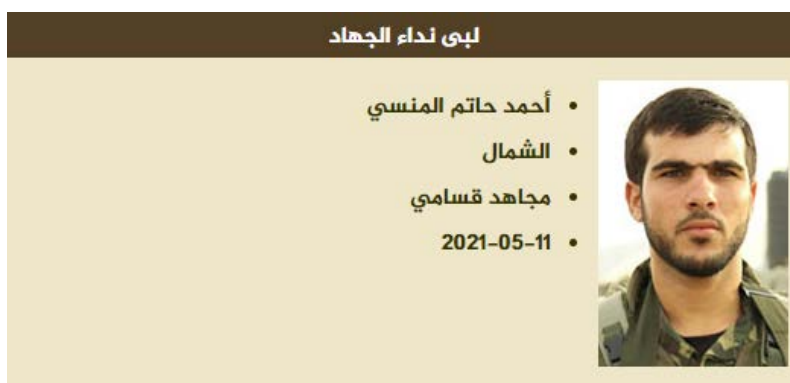 لبى نداء الجهاد
أحمد حاتم المنسي
الشمال
مجاهد قسامي
2021-05-11